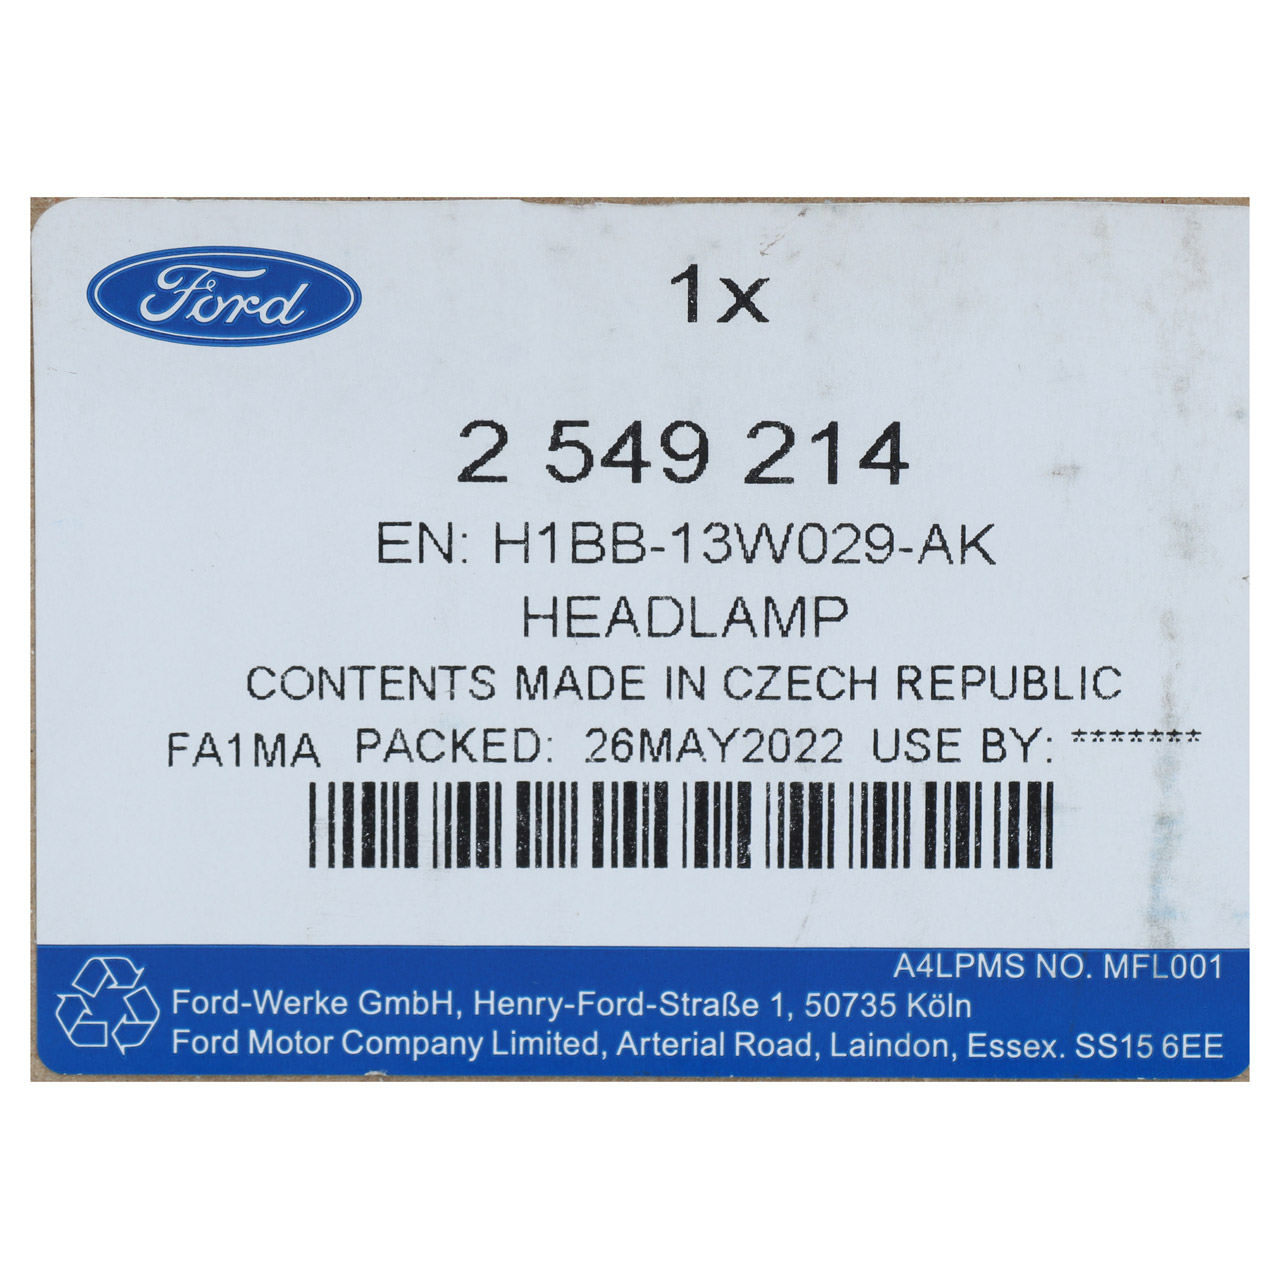 Ford
1x
2 549 214
EN: H1BB-13W029-AK
HEADLAMP
CONTENTS MADE IN CZECH REPUBLIC
FA1MA PACKED: 26MAY2022 USE BY: *******
A4LPMS NO. MFL001
Ford-Werke GmbH, Henry-Ford-Straße 1, 50735 Köln
Ford Motor Company Limited, Arterial Road, Laindon, Essex. SS15 6EE